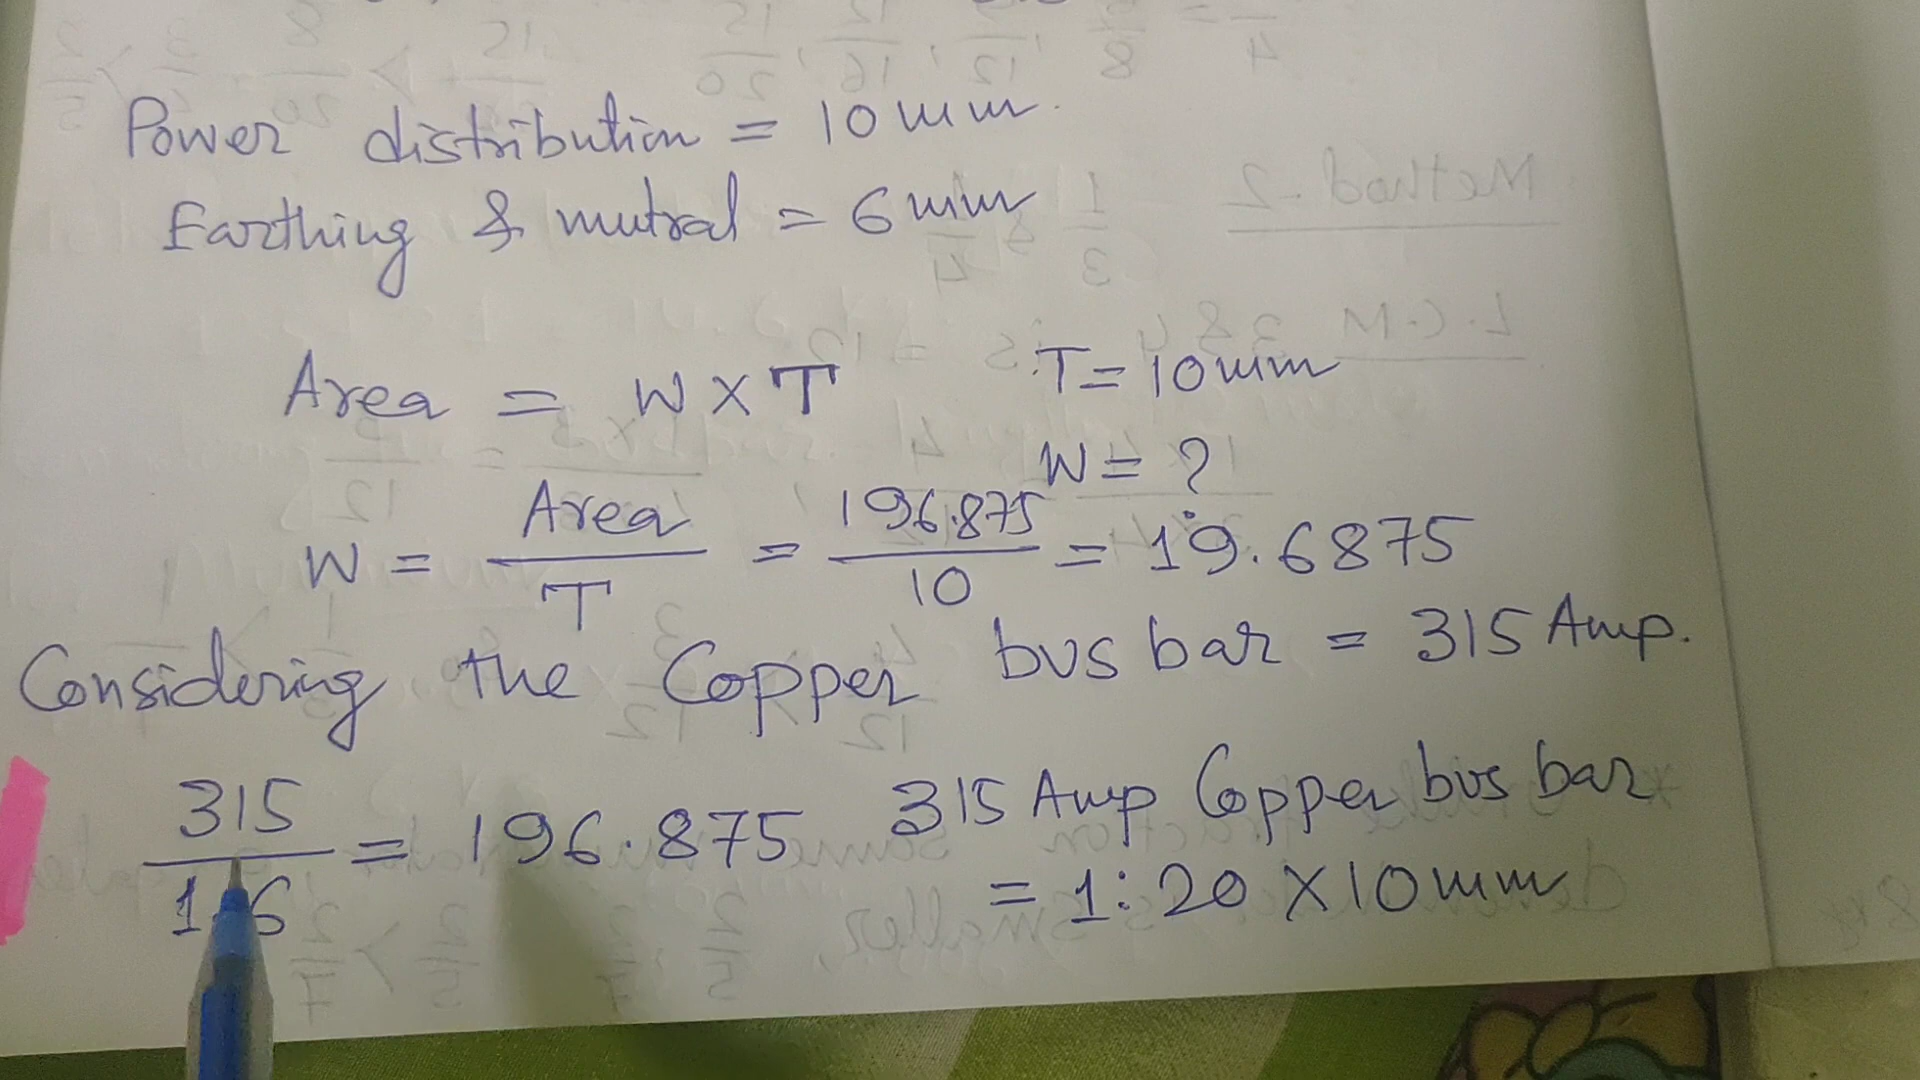 Power distribution = 10 mm.
Earthing & nutral = 6 mm
Area = W × T T = 10 mm
W = ?
W = Area / T = 196.875 / 10 = 19.6875
Considering the Copper bus bar = 315 Amp.
315 / 1.6 = 196.875 315 Amp Copper bus bar
= 1: 20 × 10 mm